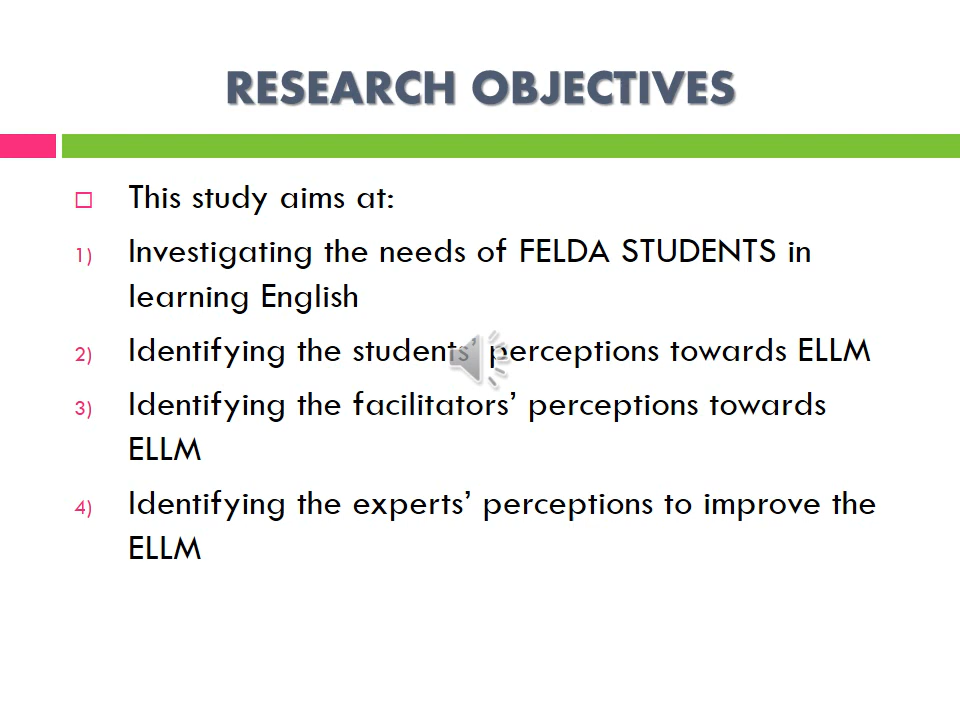 RESEARCH OBJECTIVES
This study aims at:
1) Investigating the needs of FELDA STUDENTS in
learning English
2) Identifying the students’ perceptions towards ELLM
3) Identifying the facilitators’ perceptions towards
ELLM
4) Identifying the experts’ perceptions to improve the
ELLM